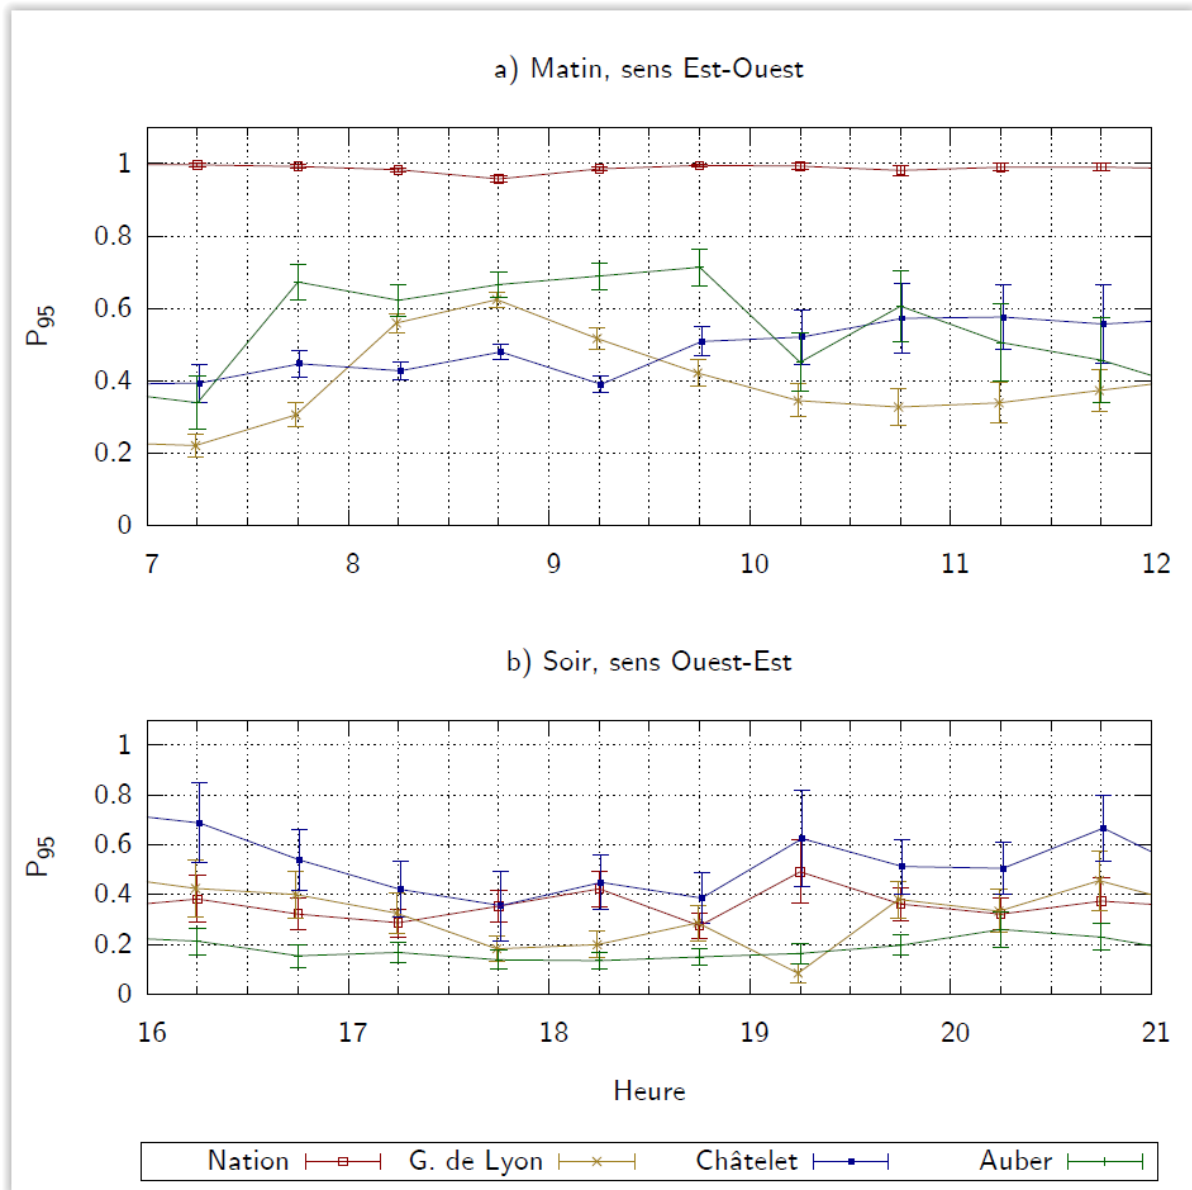 a) Matin, sens Est-Ouest
P95
1
0.8
0.6
0.4
0.2
0
7 8 9 10 11 12
b) Soir, sens Ouest-Est
P95
1
0.8
0.6
0.4
0.2
0
16 17 18 19 20 21
Heure
Nation G. de Lyon Châtelet Auber